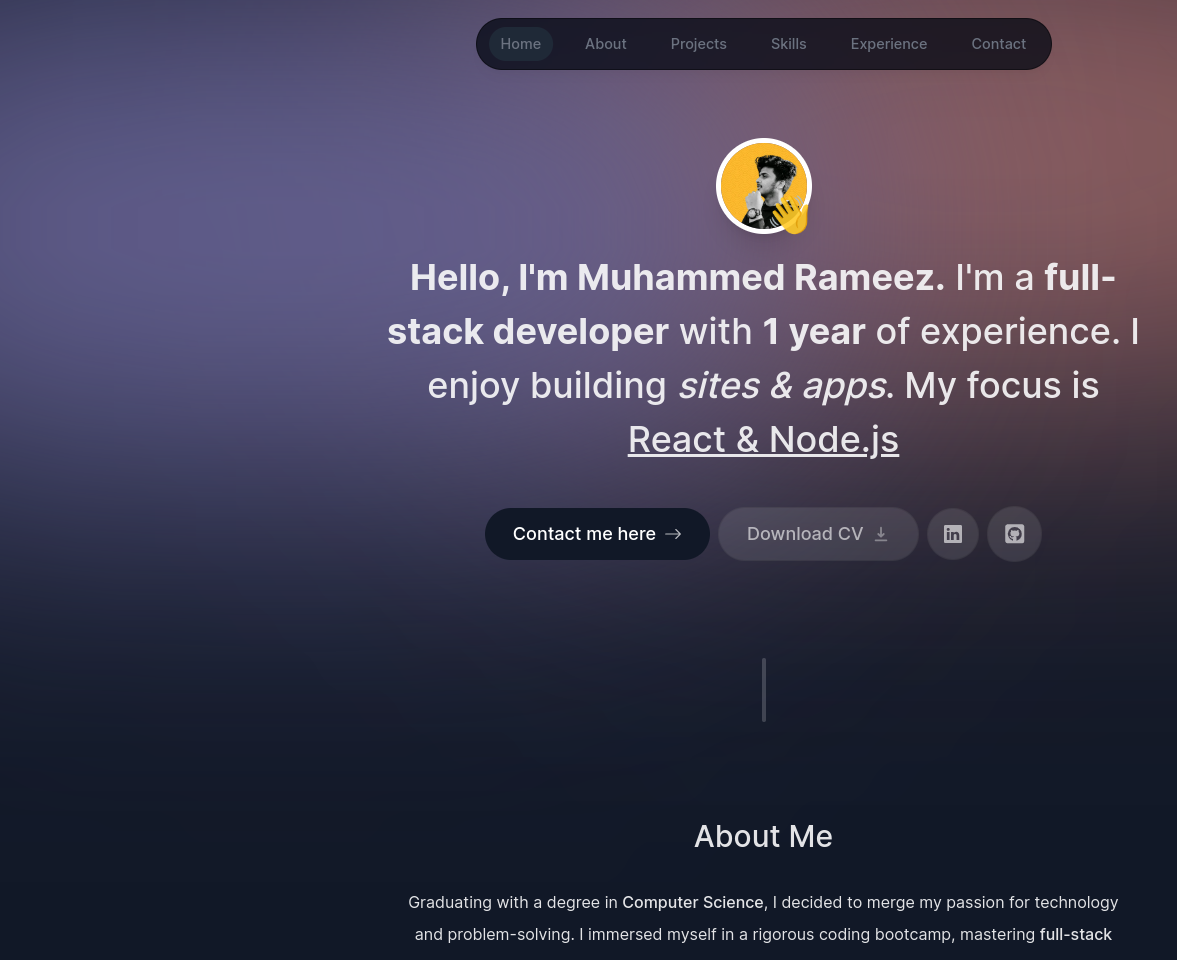 Home About Projects Skills Experience Contact
Hello, I'm Muhammed Rameez. I'm a full-
stack developer with 1 year of experience. I
enjoy building sites & apps. My focus is
React & Node.js
Contact me here Download CV
About Me
Graduating with a degree in Computer Science, I decided to merge my passion for technology
and problem-solving. I immersed myself in a rigorous coding bootcamp, mastering full-stack